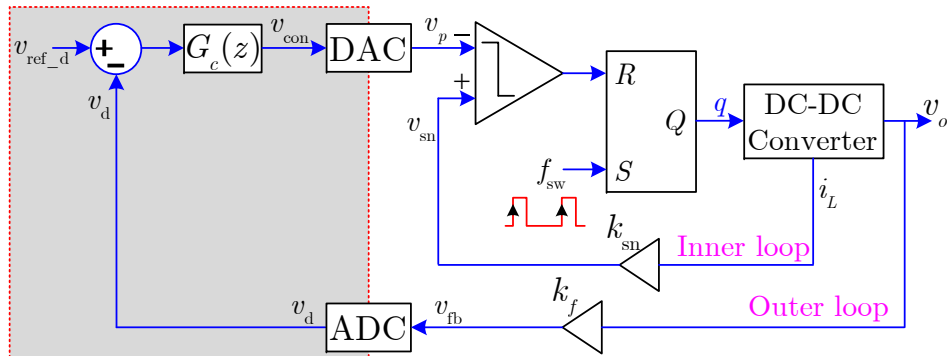 v_ref_d
+
−
v_d
G_c(z)
v_con
DAC
v_p
−
+
v_sn
R
Q
S
f_sw
q
DC-DC
Converter
v_o
i_L
k_sn
Inner loop
Outer loop
k_f
v_fb
ADC
v_d